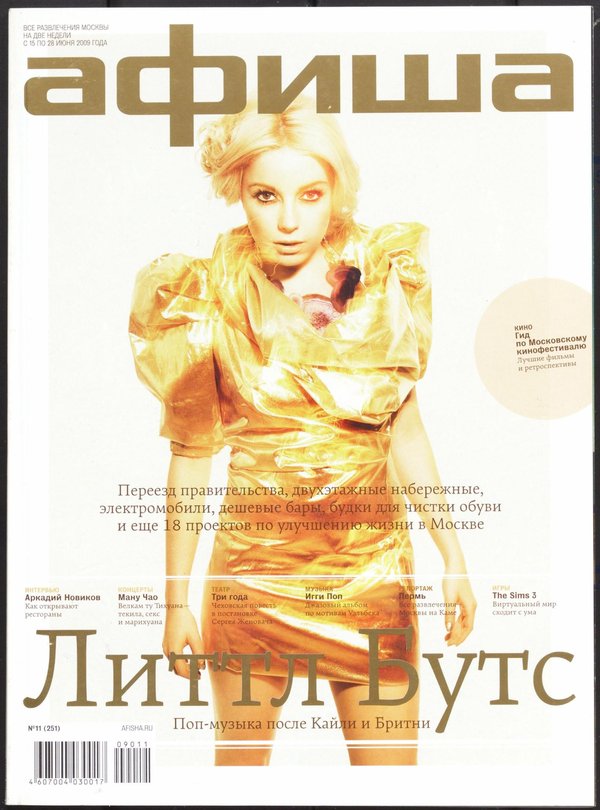 ВСЕ РАЗВЛЕЧЕНИЯ МОСКВЫ
НА ДВЕ НЕДЕЛИ
С 15 ПО 28 ИЮНЯ 2009 ГОДА
афиша
КИНО
Гид
по Московскому
кинофестивалю
Лучшие фильмы
и ретроспективы
Переезд правительства, двухэтажные набережные,
электромобили, дешевые бары, будки для чистки обуви
и еще 18 проектов по улучшению жизни в Москве
ИНТЕРВЬЮ
Аркадий Новиков
Как открывают
рестораны
КОНЦЕРТЫ
Ману Чао
Велкам ту Тихуана –
текила, секс
и марихуана
ТЕАТР
Три года
Чеховская повесть
в постановке
Сергея Женовача
МУЗЫКА
Игги Поп
Джазовый альбом
по мотивам Уэльбека
РЕПОРТАЖ
Пермь
Все развлечения
Москвы на Каме
ИГРЫ
The Sims 3
Виртуальный мир
сходит с ума
Литтл Бутс
Поп-музыка после Кайли и Бритни
№11 (251)
AFISHA.RU
09011
4 607004 030017